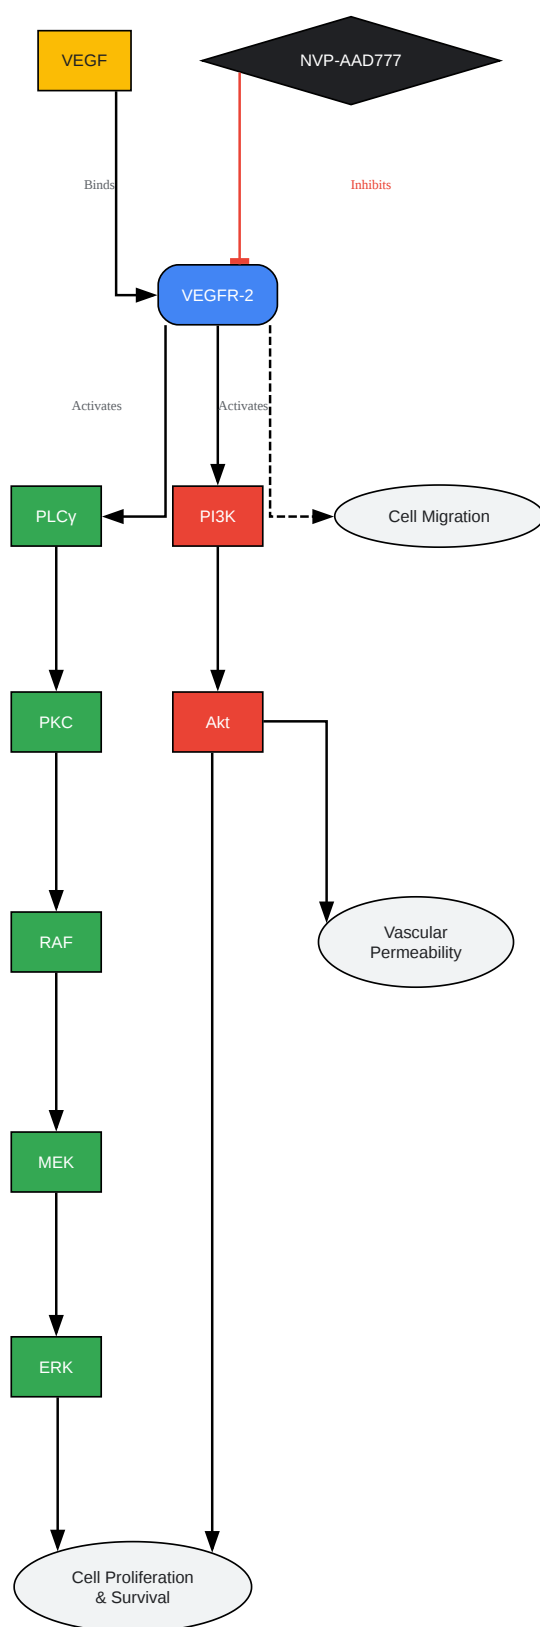 VEGF
NVP-AAD777
Binds
Inhibits
VEGFR-2
Activates
Activates
PLCγ
PI3K
Cell Migration
PKC
Akt
RAF
Vascular
Permeability
MEK
ERK
Cell Proliferation
& Survival